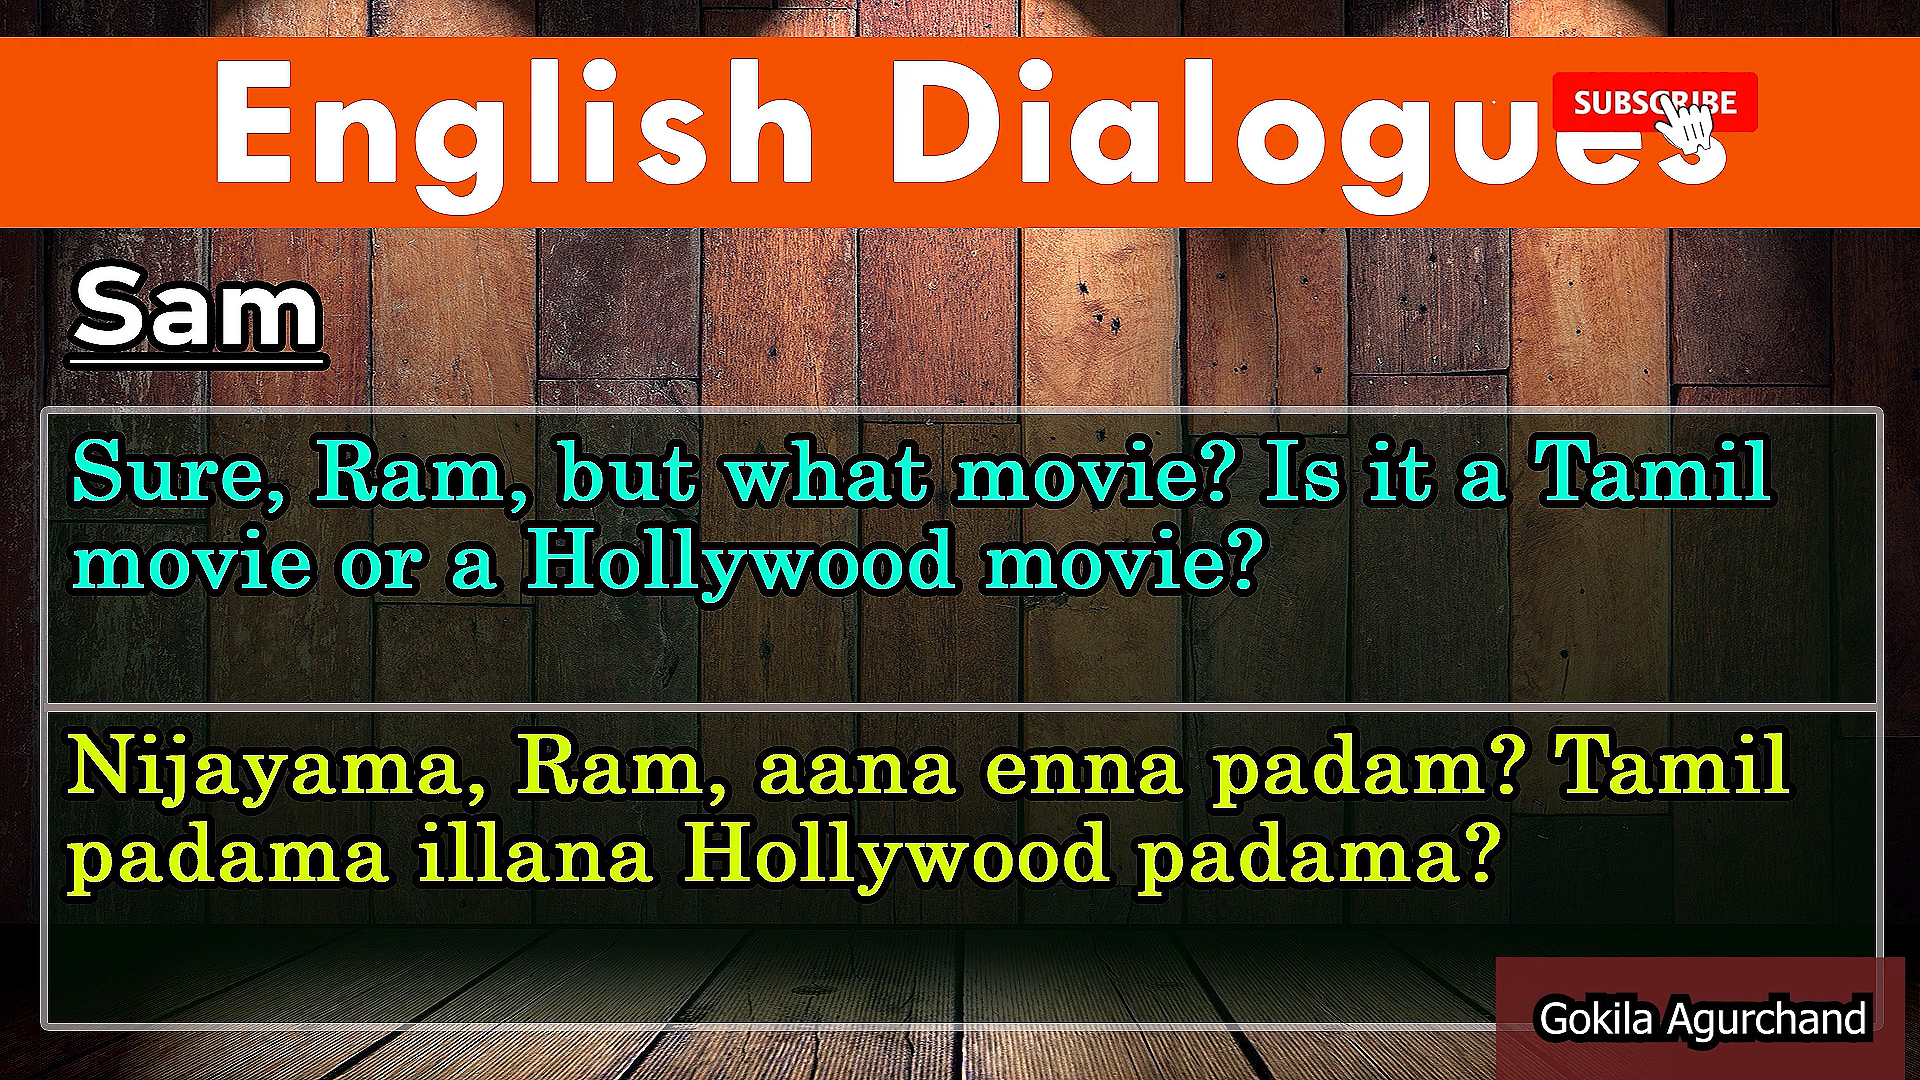 English Dialogues
SUBSCRIBE
Sam
Sure, Ram, but what movie? Is it a Tamil
movie or a Hollywood movie?
Nijayama, Ram, aana enna padam? Tamil
padama illana Hollywood padama?
Gokila Agurchand